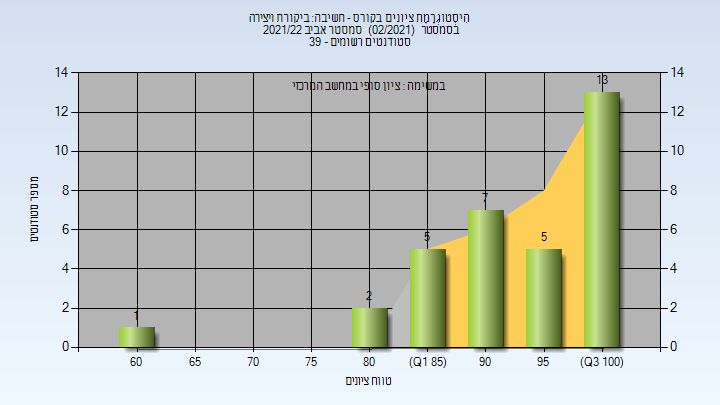 היסטוגרמת ציונים בקורס - חשיבה: ביקורת ויצירה
בסמסטר (02/2021) סמסטר אביב 2021/22
סטודנטים רשומים - 39
במשימה : ציון סופי במחשב המרכזי
14 14
12 12
10 10
8 8
6 6
4 4
2 2
0 0
1 2 5 7 5 13
60 65 70 75 80 (Q1 85) 90 95 (Q3 100)
מספר סטודנטים
טווח ציונים